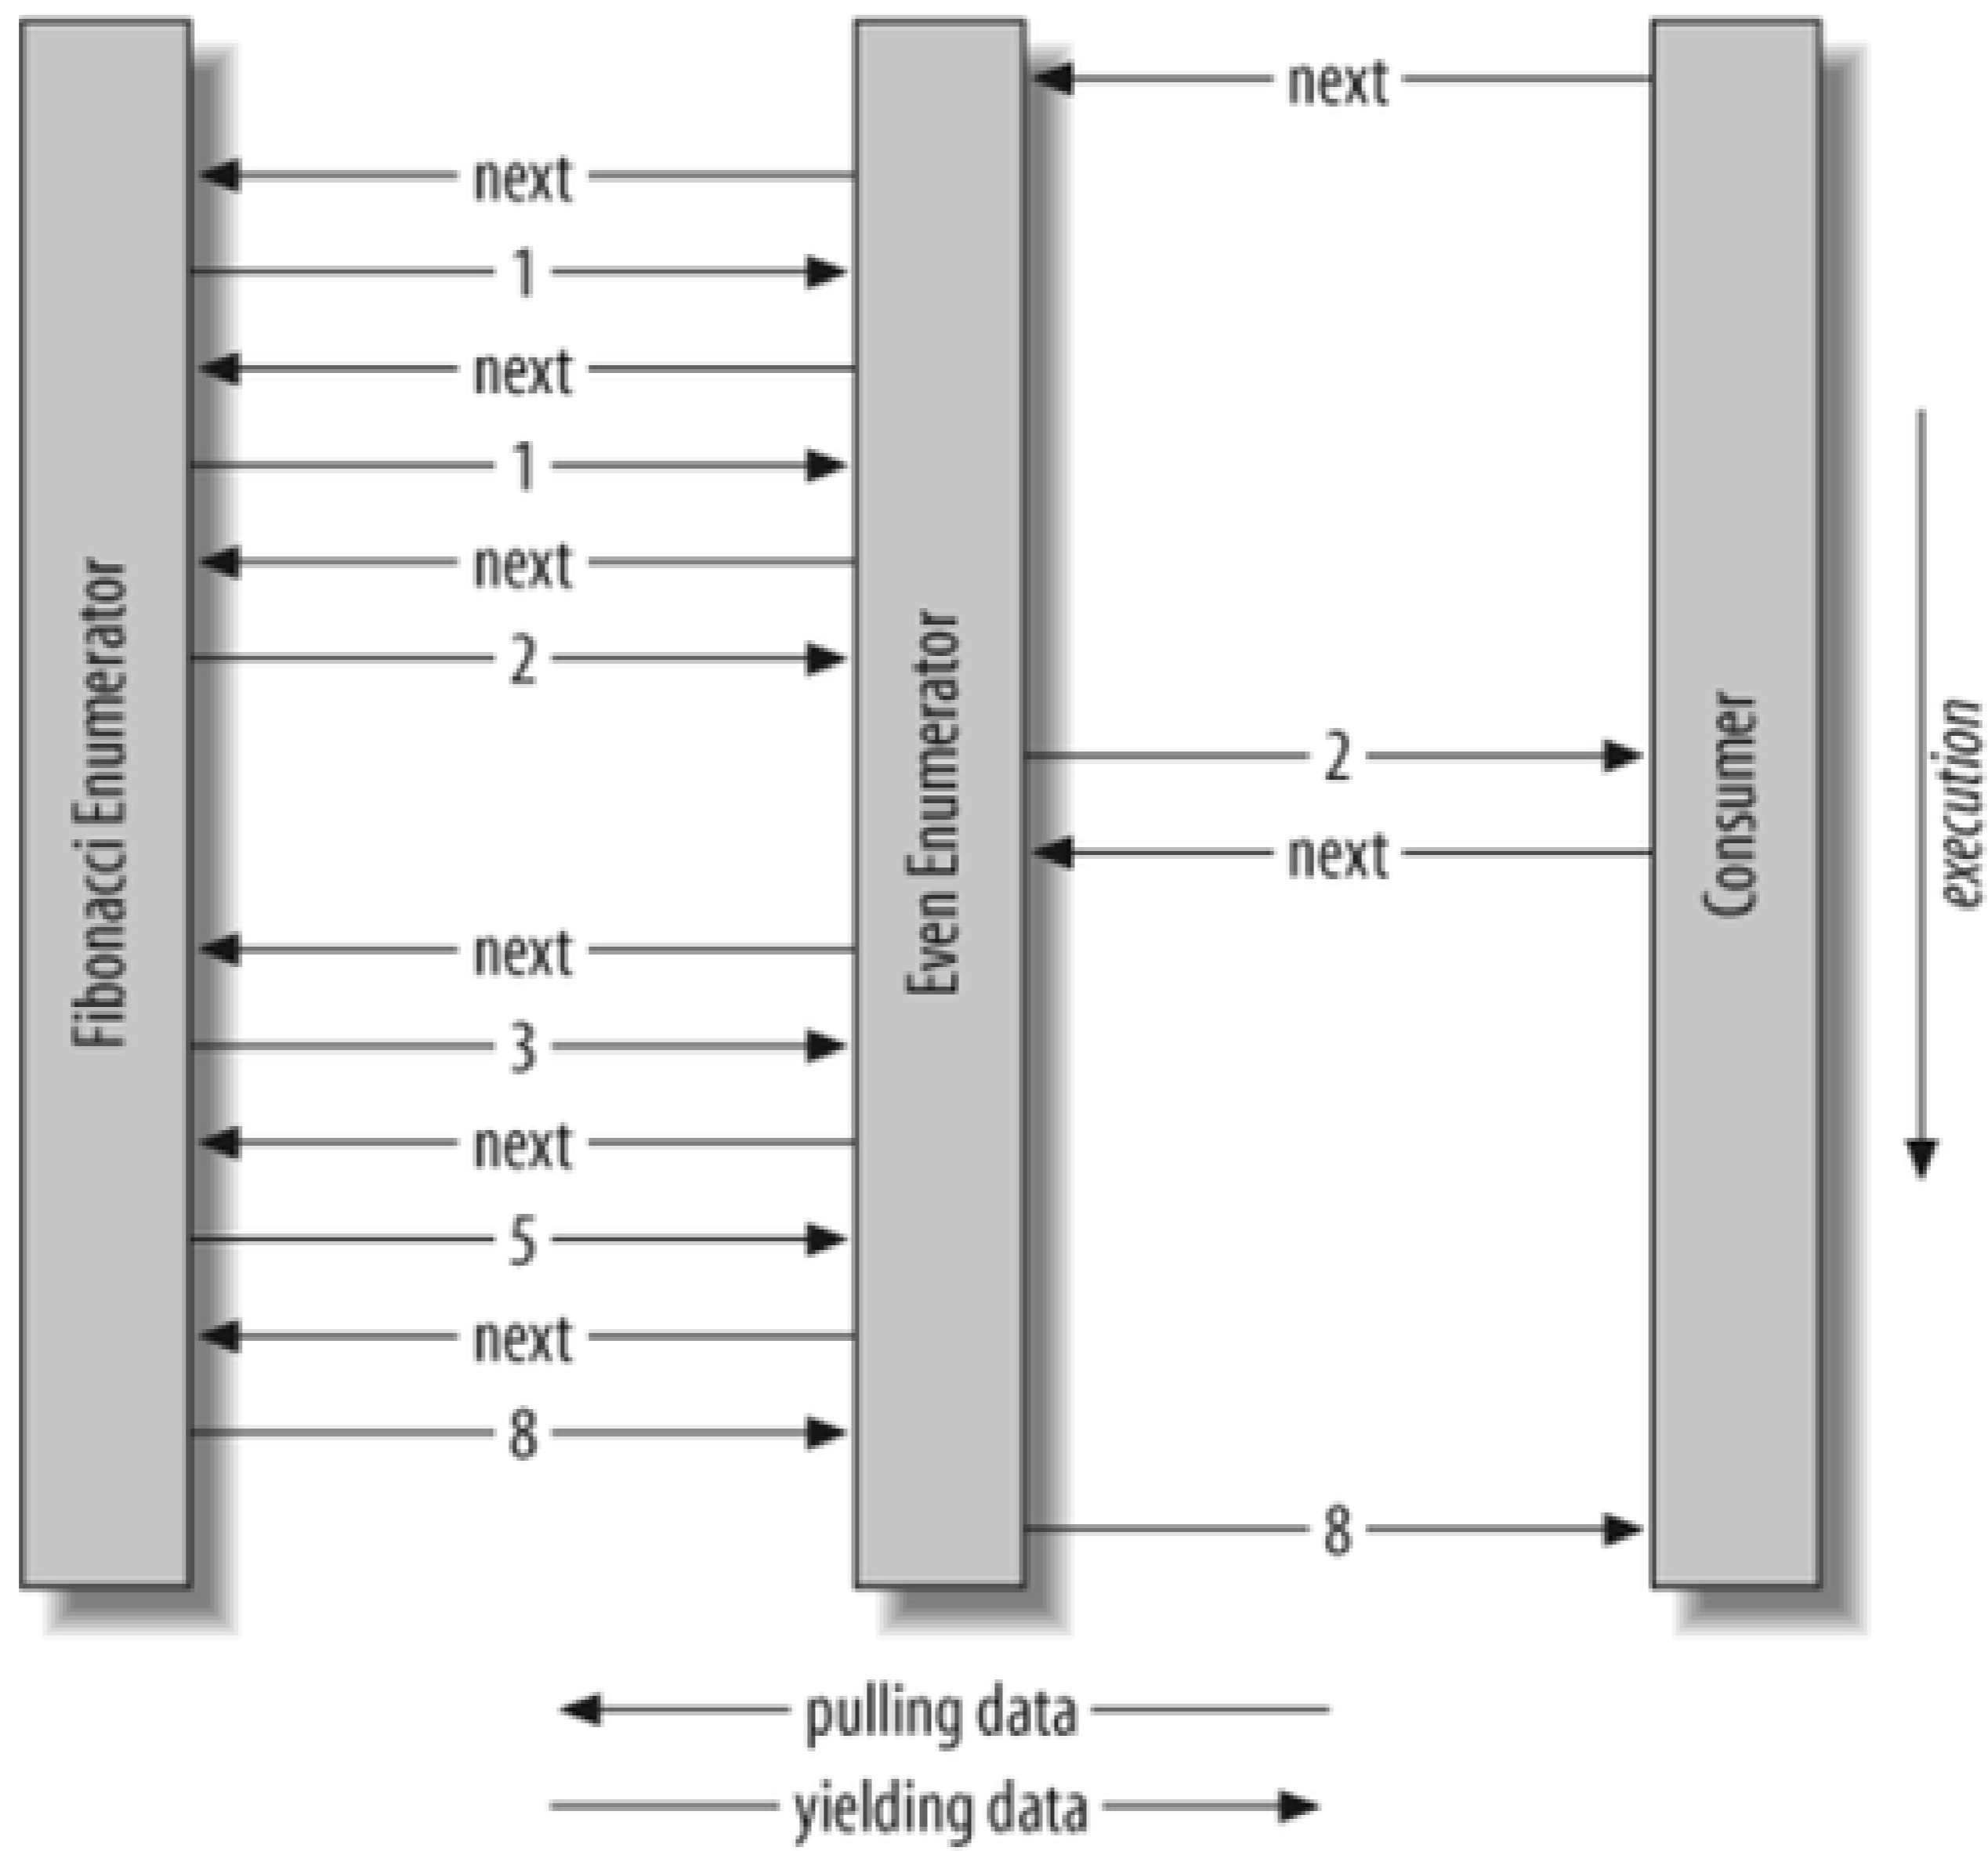 next
next
1
next
1
next
2
2
next
next
3
next
5
next
8
8
Fibonacci Enumerator
Even Enumerator
Consumer
execution
pulling data
yielding data